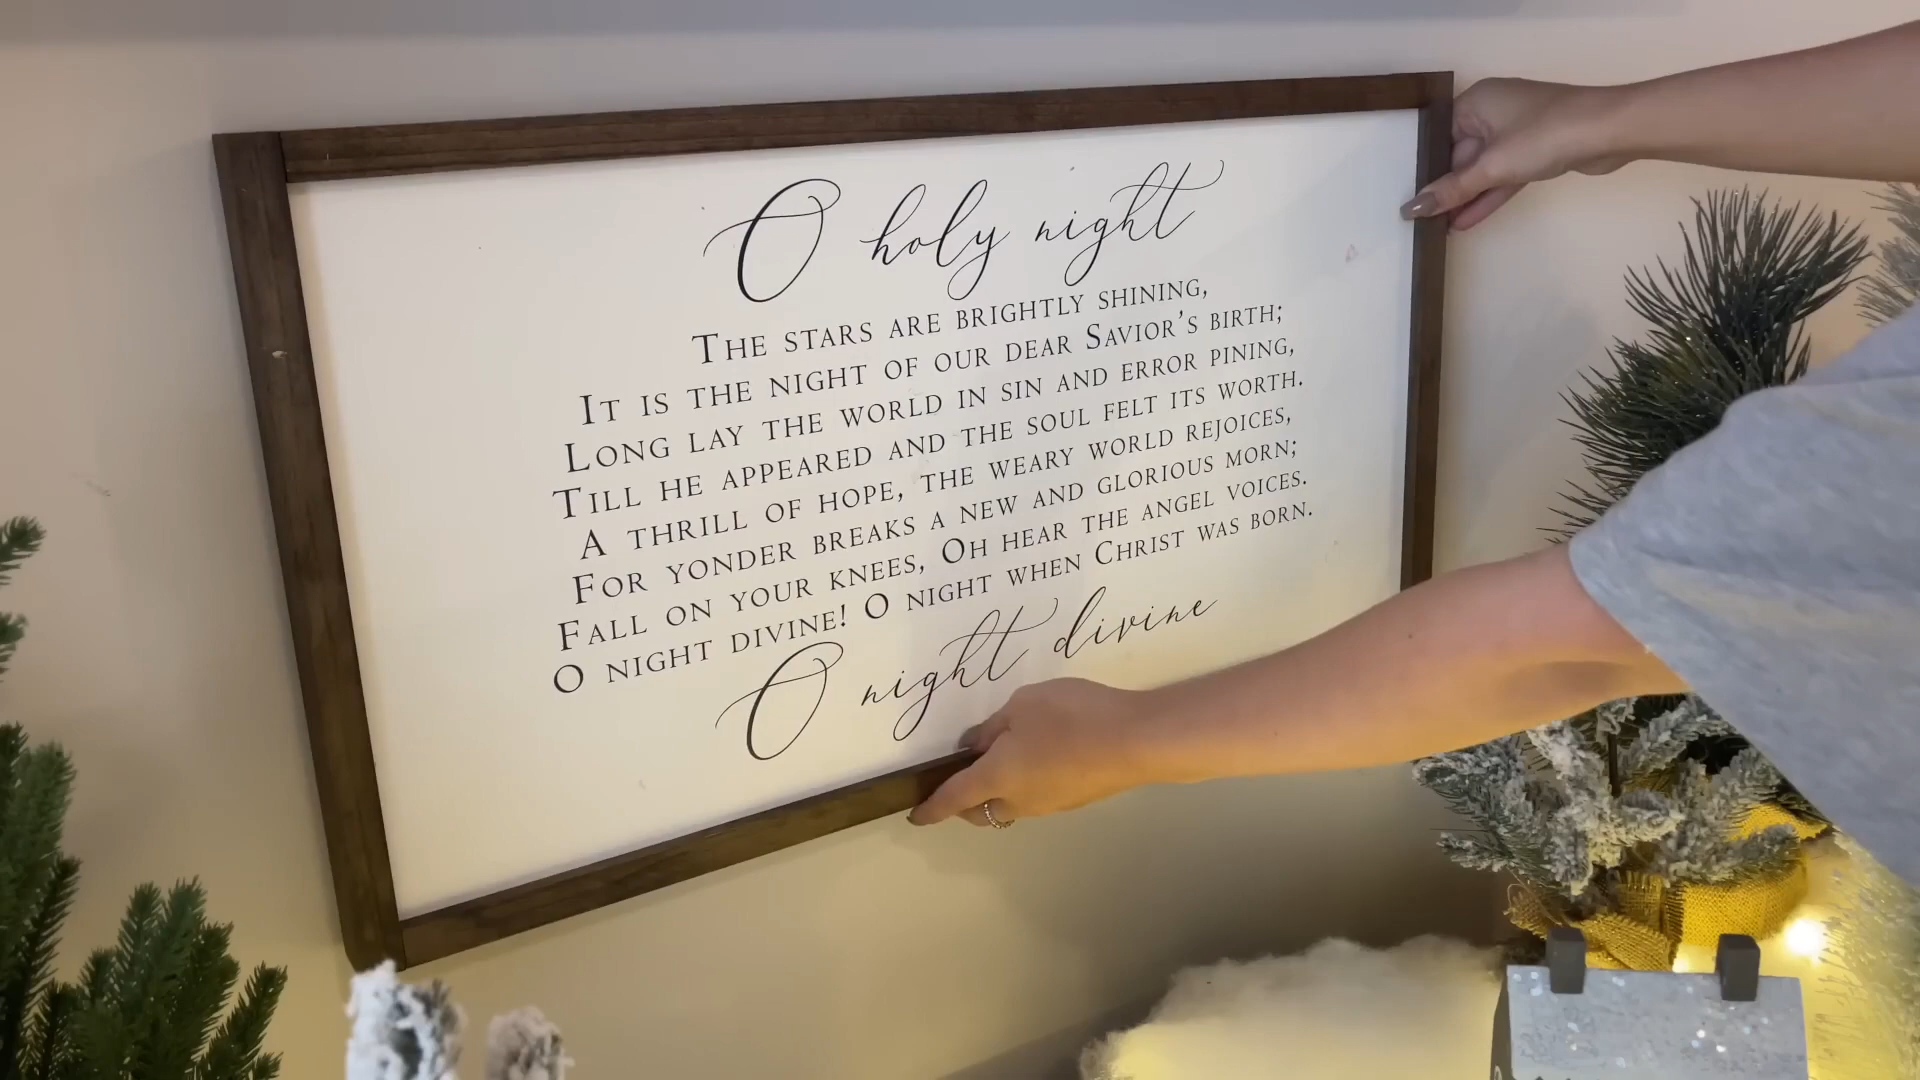 O holy night
The stars are brightly shining,
It is the night of our dear Savior's birth;
Long lay the world in sin and error pining,
Till he appeared and the soul felt its worth.
A thrill of hope, the weary world rejoices,
For yonder breaks a new and glorious morn;
Fall on your knees, Oh hear the angel voices.
O night divine! O night when Christ was born.
O night divine